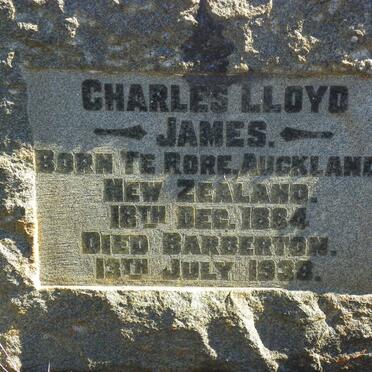 CHARLES LLOYD
JAMES.
BORN TE RORE, AUCKLAND
NEW ZEALAND.
18TH DEC. 1884.
DIED BARBERTON.
13TH JULY 1938.